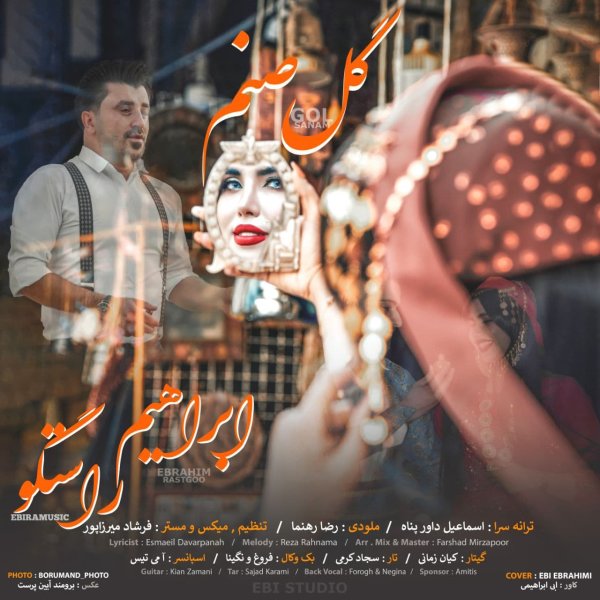 گل صنم
GOL
SANAM
ابراهیم راستگو
EBRAHIM
RASTGOO
EBIRAMUSIC
ترانه سرا : اسماعیل داور پناه / ملودی : رضا رهنما / تنظیم , میکس و مستر : فرشاد میرزاپور
Lyricist : Esmaeil Davarpanah / Melody : Reza Rahnama / Arr . Mix & Master : Farshad Mirzapoor
گیتار : کیان زمانی / تار : سجاد کرمی / بک وکال : فروغ و نگینا / اسپانسر : آ می تیس
Guitar : Kian Zamani / Tar : Sajad Karami / Back Vocal : Forogh & Negina / Sponsor : Amitis
PHOTO : BORUMAND_PHOTO
عکس : برومند آیین پرست
COVER : EBI EBRAHIMI
کاور : ابی ابراهیمی
EBI STUDIO